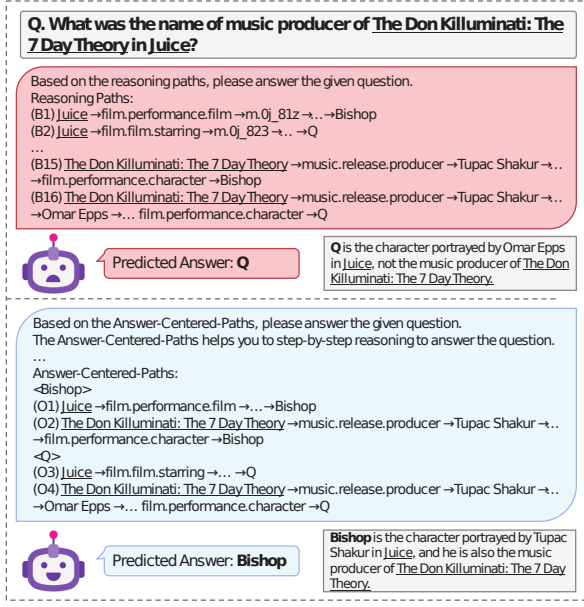 Q. What was the name of music producer of The Don Killuminati: The
7 Day Theory in Juice?
Based on the reasoning paths, please answer the given question.
Reasoning Paths:
(B1) Juice →film.performance.film →m.0j_81z →… →Bishop
(B2) Juice →film.film.starring →m.0j_823 →… →Q
…
(B15) The Don Killuminati: The 7 Day Theory →music.release.producer →Tupac Shakur →…
→film.performance.character →Bishop
(B16) The Don Killuminati: The 7 Day Theory →music.release.producer →Tupac Shakur →…
→Omar Epps →… film.performance.character →Q
Predicted Answer: Q
Q is the character portrayed by Omar Epps
in Juice, not the music producer of The Don
Killuminati: The 7 Day Theory.
Based on the Answer-Centered-Paths, please answer the given question.
The Answer-Centered-Paths helps you to step-by-step reasoning to answer the question.
…
Answer-Centered-Paths:
<Bishop>
(O1) Juice →film.performance.film →… →Bishop
(O2) The Don Killuminati: The 7 Day Theory →music.release.producer →Tupac Shakur →…
→film.performance.character →Bishop
<Q>
(O3) Juice →film.film.starring →… →Q
(O4) The Don Killuminati: The 7 Day Theory →music.release.producer →Tupac Shakur →…
→Omar Epps →… film.performance.character →Q
Predicted Answer: Bishop
Bishop is the character portrayed by Tupac
Shakur in Juice, and he is also the music
producer of The Don Killuminati: The 7 Day
Theory.